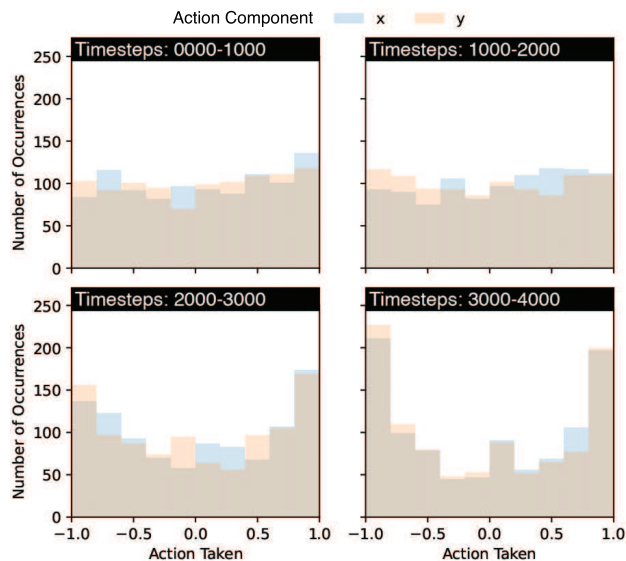 Action Component x y
Timesteps: 0000-1000
Timesteps: 1000-2000
250
200
150
100
50
0
Number of Occurrences
Timesteps: 2000-3000
Timesteps: 3000-4000
250
200
150
100
50
0
Number of Occurrences
−1.0 −0.5 0.0 0.5 1.0
−1.0 −0.5 0.0 0.5 1.0
Action Taken
Action Taken